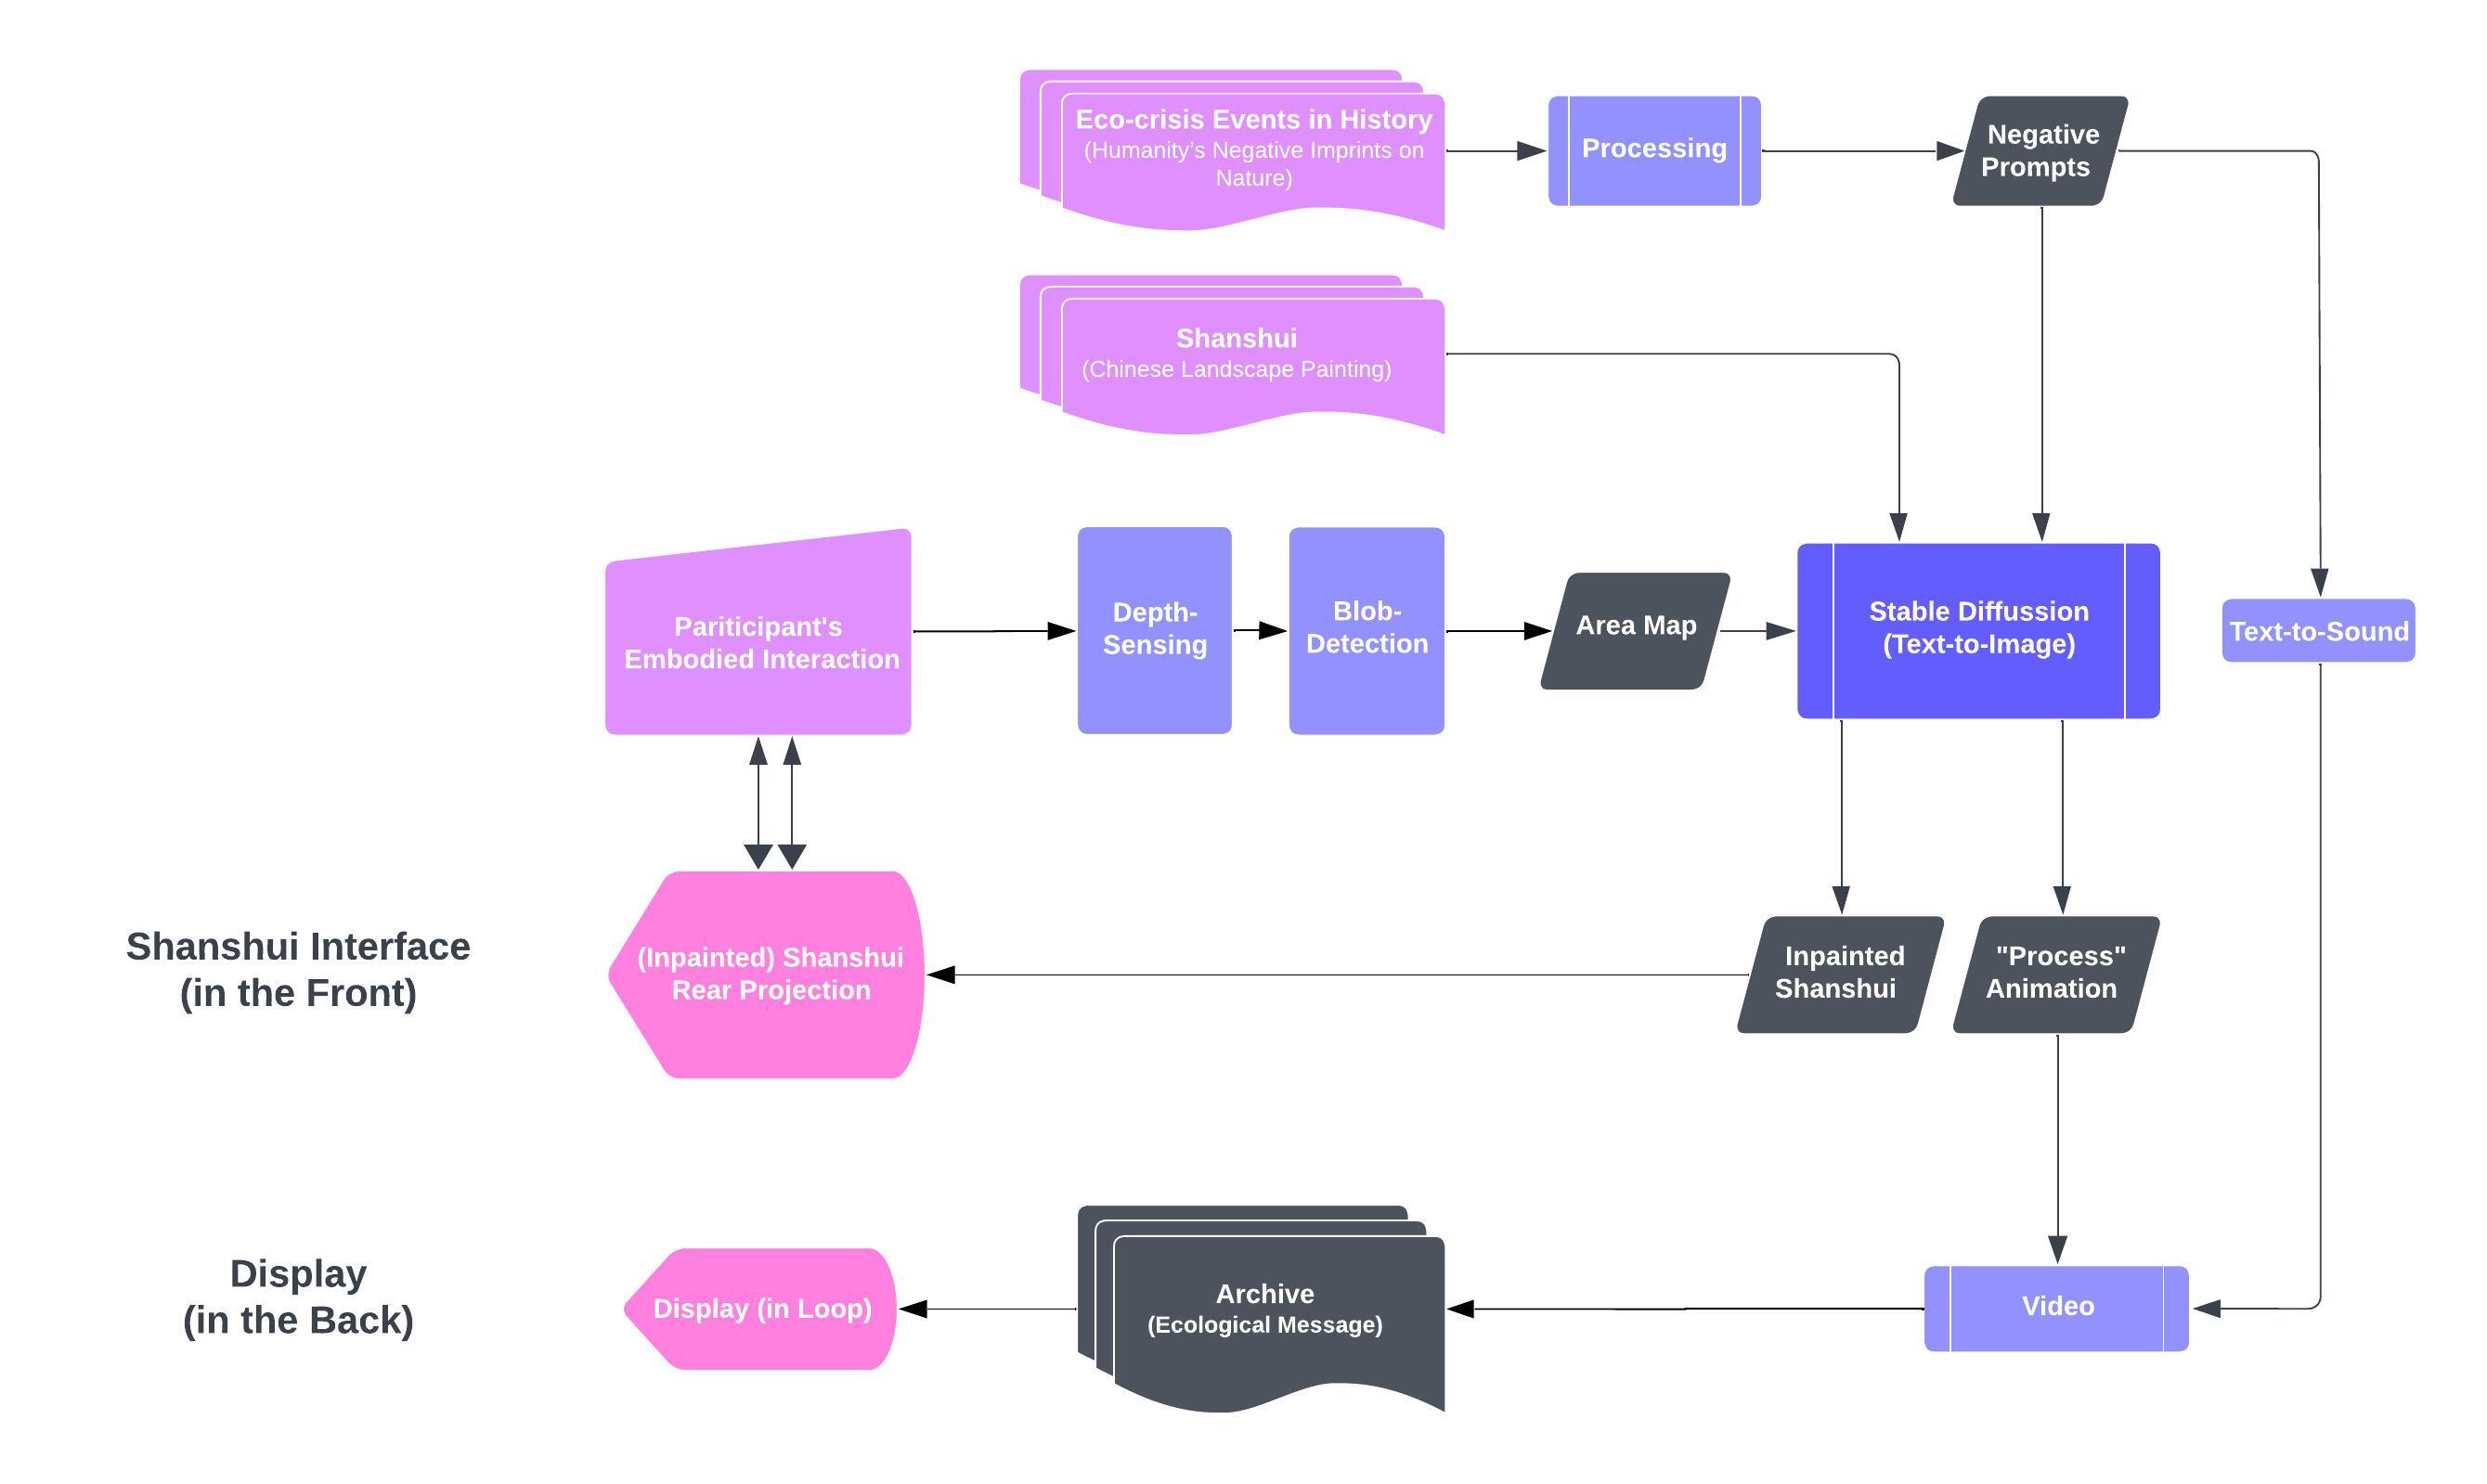 Eco-crisis Events in History
(Humanity’s Negative Imprints on
Nature)
Processing
Negative
Prompts
Shanshui
(Chinese Landscape Painting)
Pariticipant's
Embodied Interaction
Depth-
Sensing
Blob-
Detection
Area Map
Stable Diffussion
(Text-to-Image)
Text-to-Sound
Shanshui Interface
(in the Front)
(Inpainted) Shanshui
Rear Projection
Inpainted
Shanshui
"Process"
Animation
Display
(in the Back)
Display (in Loop)
Archive
(Ecological Message)
Video